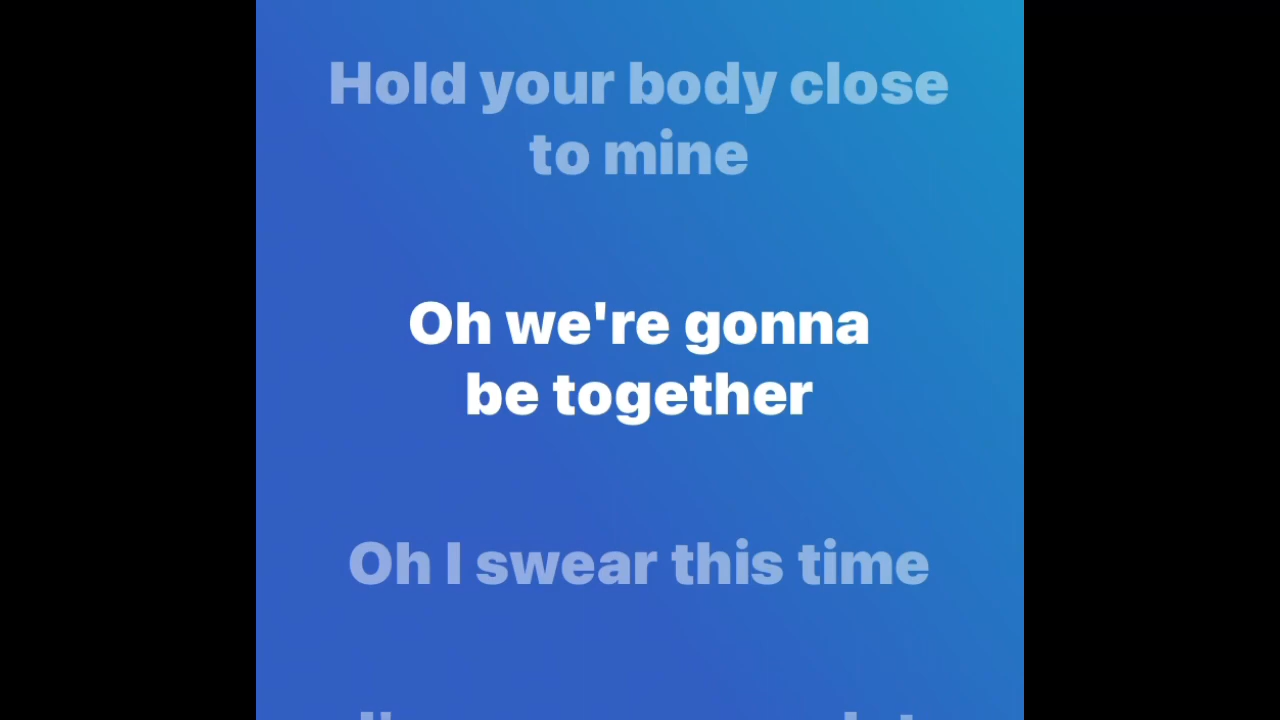 Hold your body close
to mine
Oh we're gonna
be together
Oh I swear this time